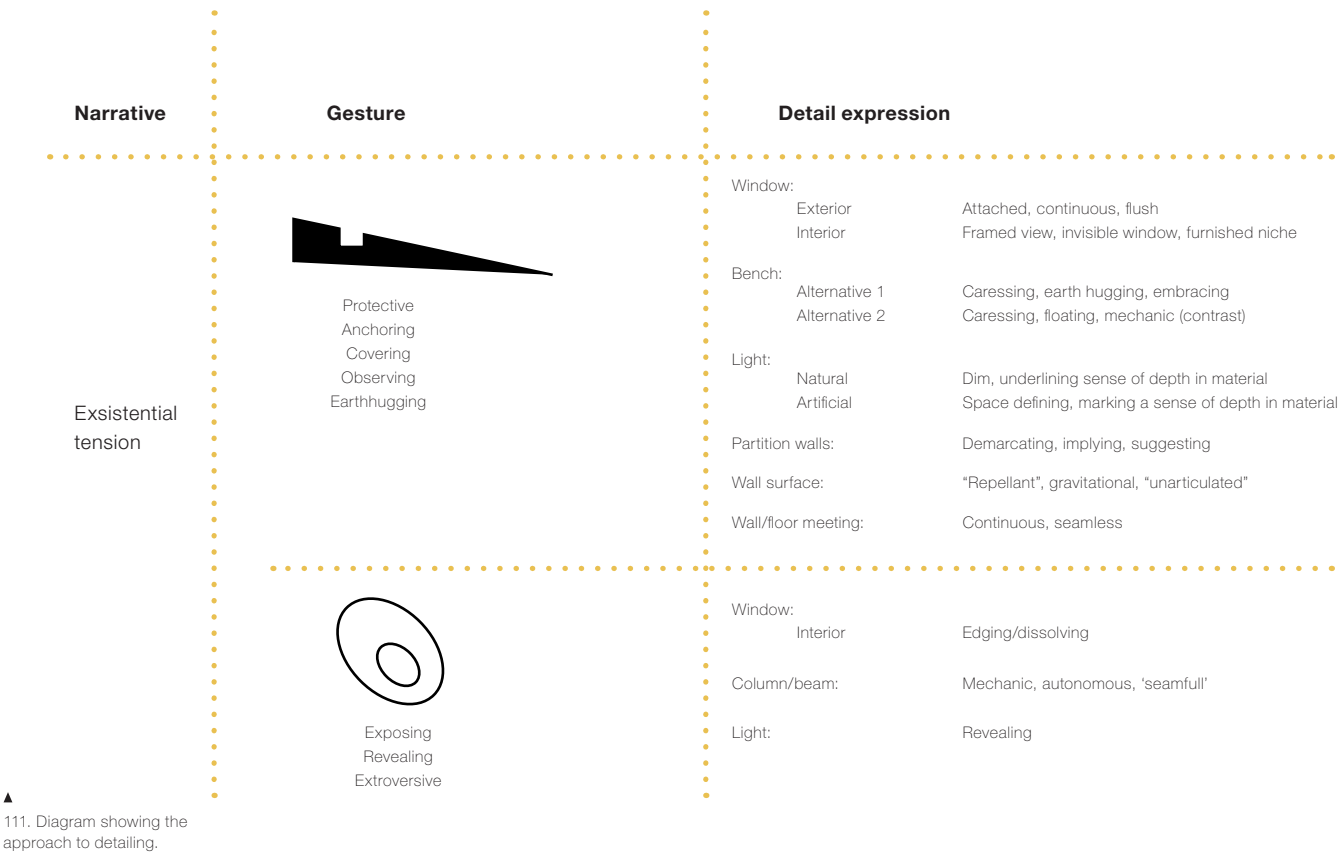 Narrative Gesture Detail expression
Exsistential
tension
Protective
Anchoring
Covering
Observing
Earthhugging
Window:
Exterior Attached, continuous, flush
Interior Framed view, invisible window, furnished niche
Bench:
Alternative 1 Caressing, earth hugging, embracing
Alternative 2 Caressing, floating, mechanic (contrast)
Light:
Natural Dim, underlining sense of depth in material
Artificial Space defining, marking a sense of depth in material
Partition walls: Demarcating, implying, suggesting
Wall surface: “Repellant”, gravitational, “unarticulated”
Wall/floor meeting: Continuous, seamless
Exposing
Revealing
Extroversive
Window:
Interior Edging/dissolving
Column/beam: Mechanic, autonomous, ‘seamfull’
Light: Revealing
111. Diagram showing the
approach to detailing.